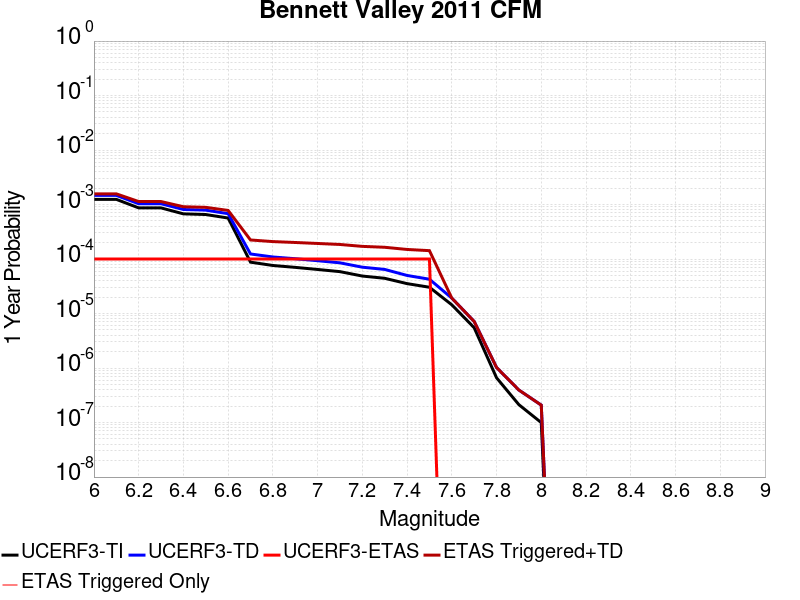 Bennett Valley 2011 CFM
10^0
10^-1
10^-2
10^-3
10^-4
10^-5
10^-6
10^-7
10^-8
1 Year Probability
6 6.2 6.4 6.6 6.8 7 7.2 7.4 7.6 7.8 8 8.2 8.4 8.6 8.8 9
Magnitude
UCERF3-TI UCERF3-TD UCERF3-ETAS ETAS Triggered+TD
ETAS Triggered Only